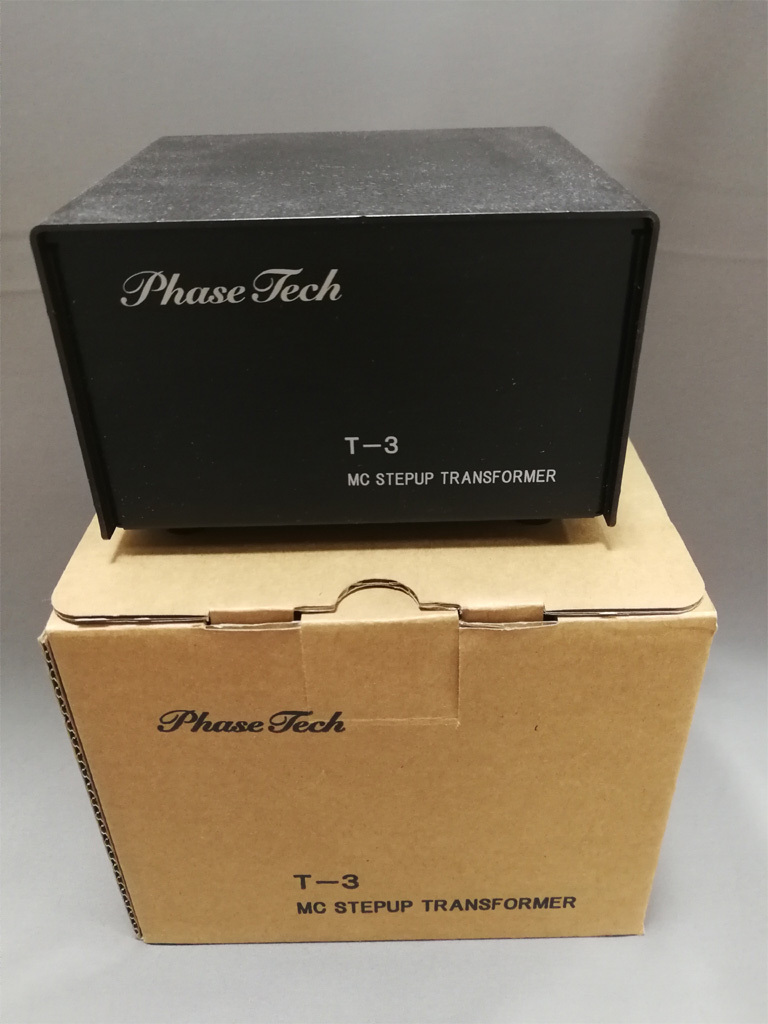 Phase Tech
T-3
MC STEPUP TRANSFORMER
Phase Tech
T-3
MC STEPUP TRANSFORMER